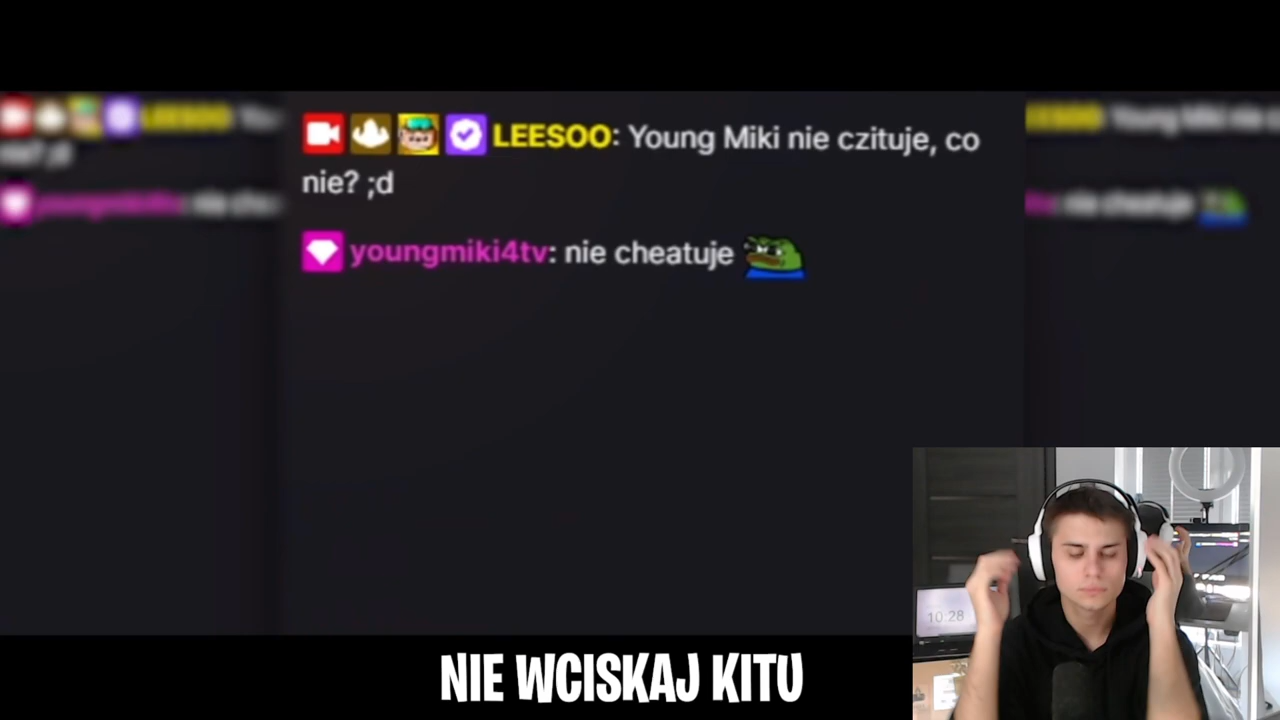 LEESOO: Young Miki nie czituje, co
nie? ;d
youngmiki4tv: nie cheatuje
10:28
NIE WCISKAJ KITU